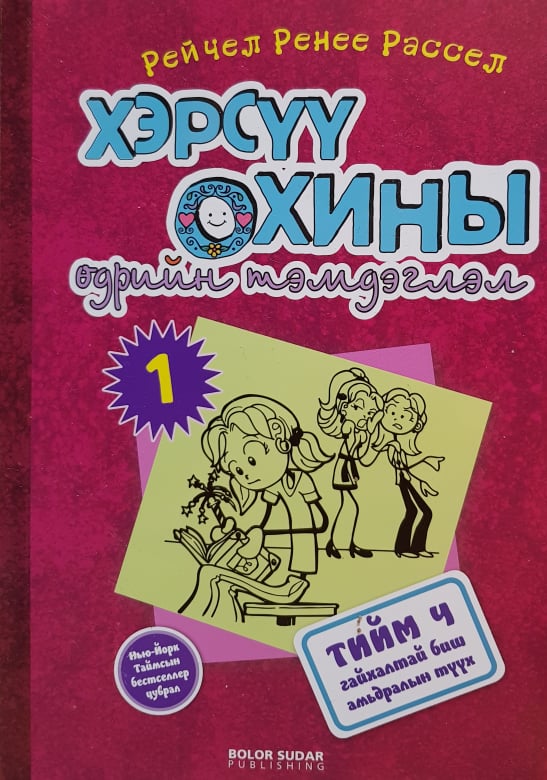 Рейчел Ренее Рассел
ХЭРСҮҮ
ОХИНЫ
өдрийн тэмдэглэл
1
ТИЙМ Ч
гайхалтай биш
амьдралын түүх
Нью-Йорк
Таймсын
бестселлер
цуврал
BOLOR SUDAR
PUBLISHING